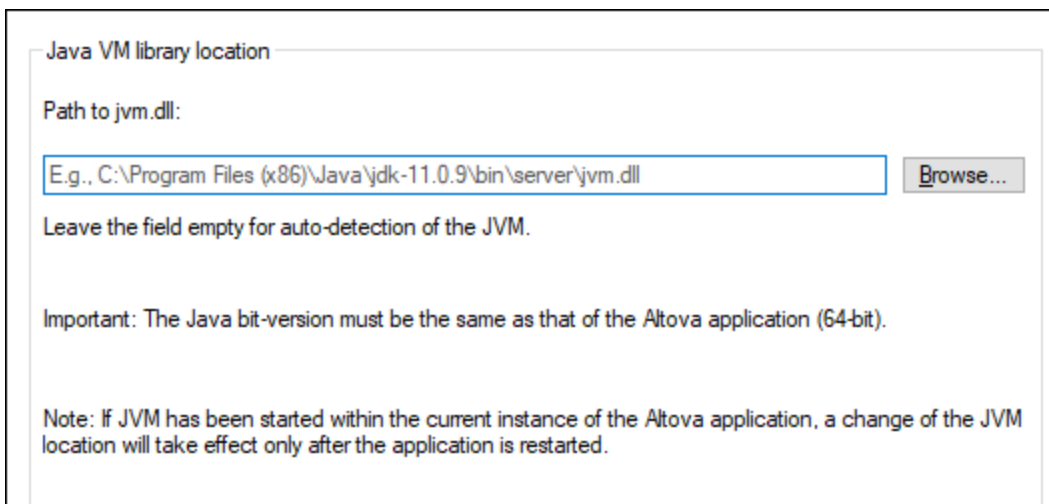 Java VM library location
Path to jvm.dll:
E.g., C:\Program Files (x86)\Java\jdk-11.0.9\bin\server\jvm.dll
Browse...
Leave the field empty for auto-detection of the JVM.
Important: The Java bit-version must be the same as that of the Altova application (64-bit).
Note: If JVM has been started within the current instance of the Altova application, a change of the JVM
location will take effect only after the application is restarted.